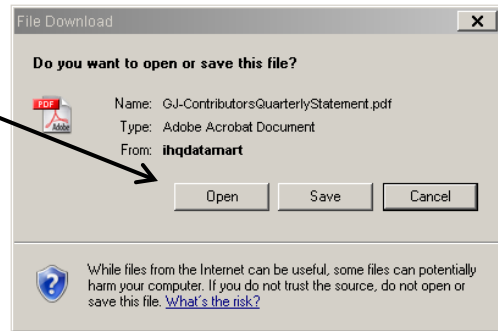 File Download
X
Do you want to open or save this file?
PDF
Adobe
Name: GJ-ContributorsQuarterlyStatement.pdf
Type: Adobe Acrobat Document
From: ihqdatamart
Open Save Cancel
While files from the Internet can be useful, some files can potentially
harm your computer. If you do not trust the source, do not open or
save this file. What's the risk?